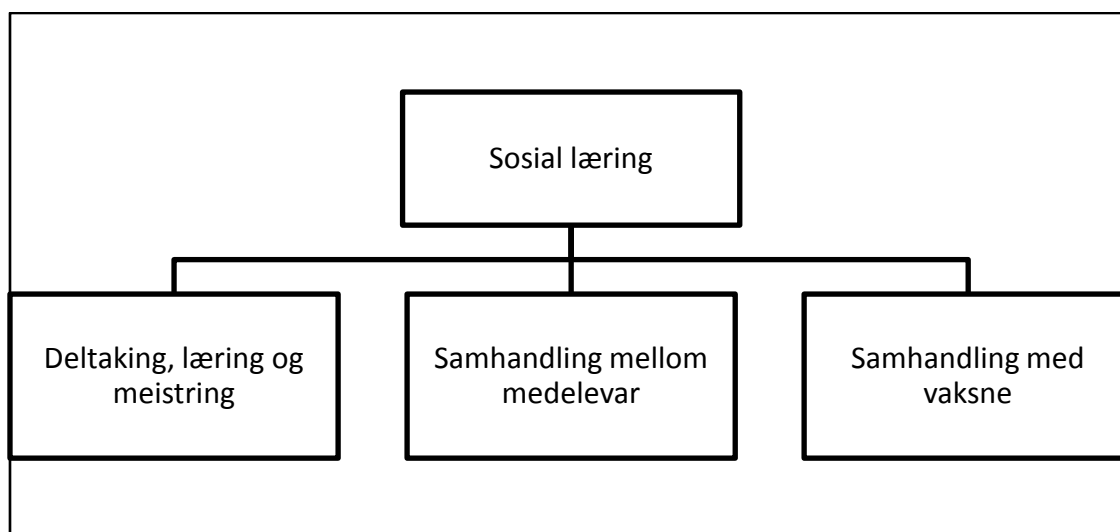 Sosial læring
Deltaking, læring og
meistring
Samhandling mellom
medelevar
Samhandling med
vaksne